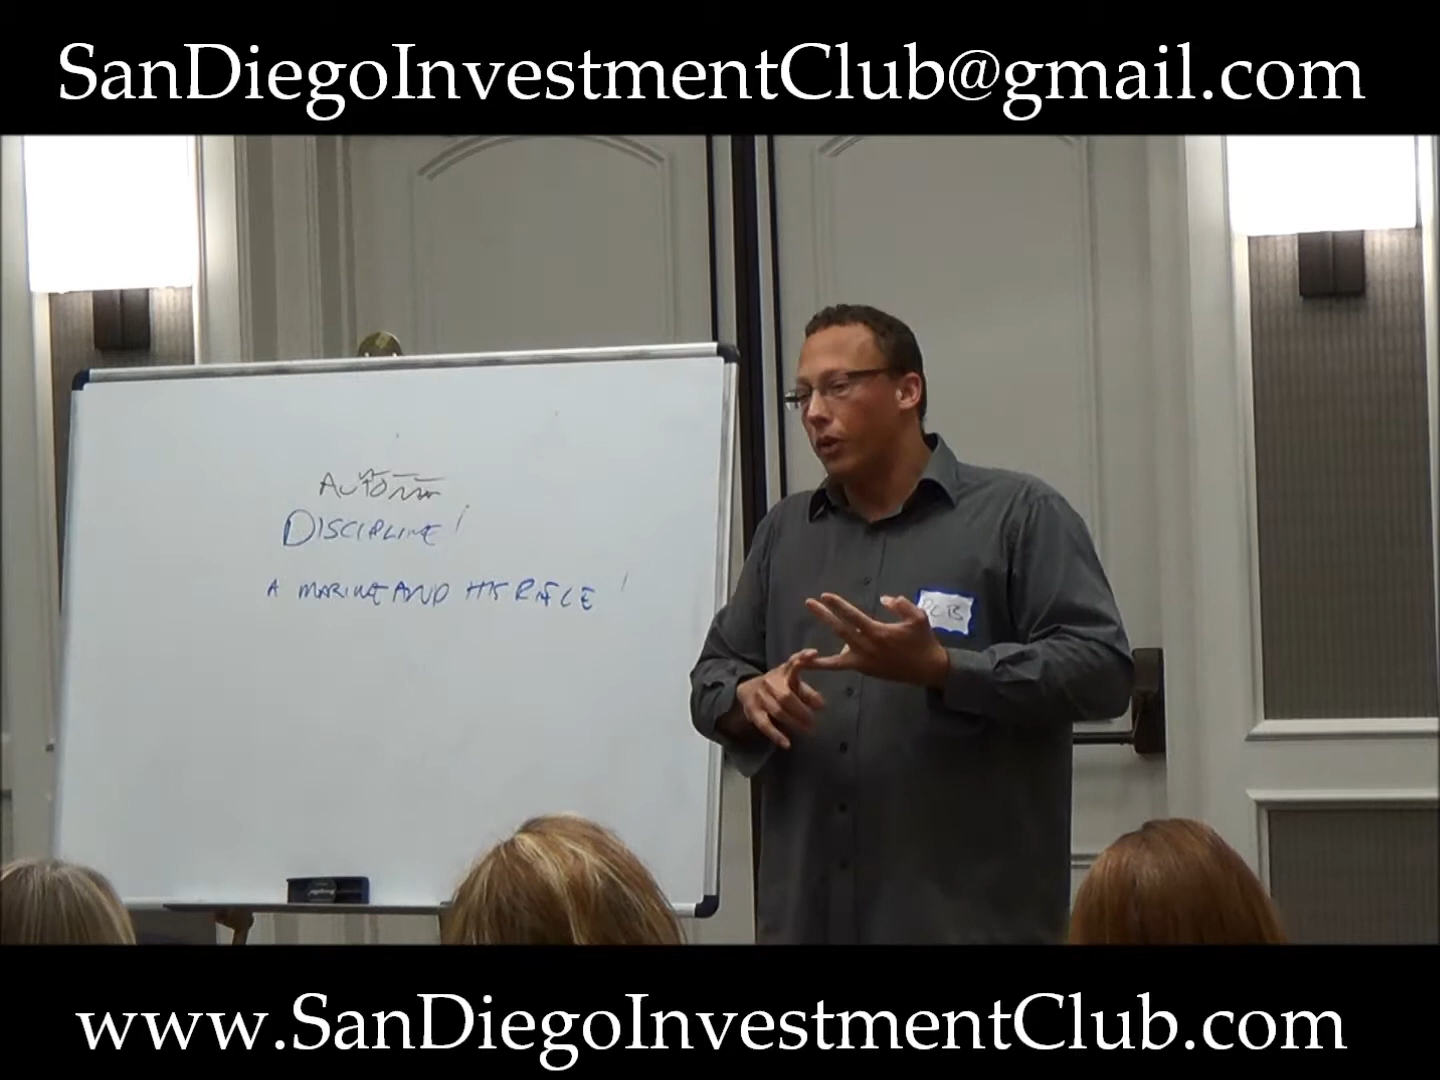 SanDiegoInvestmentClub@gmail.com
DISCIPLINE!
A MARINE AND HIS RIFLE!
www.SanDiegoInvestmentClub.com